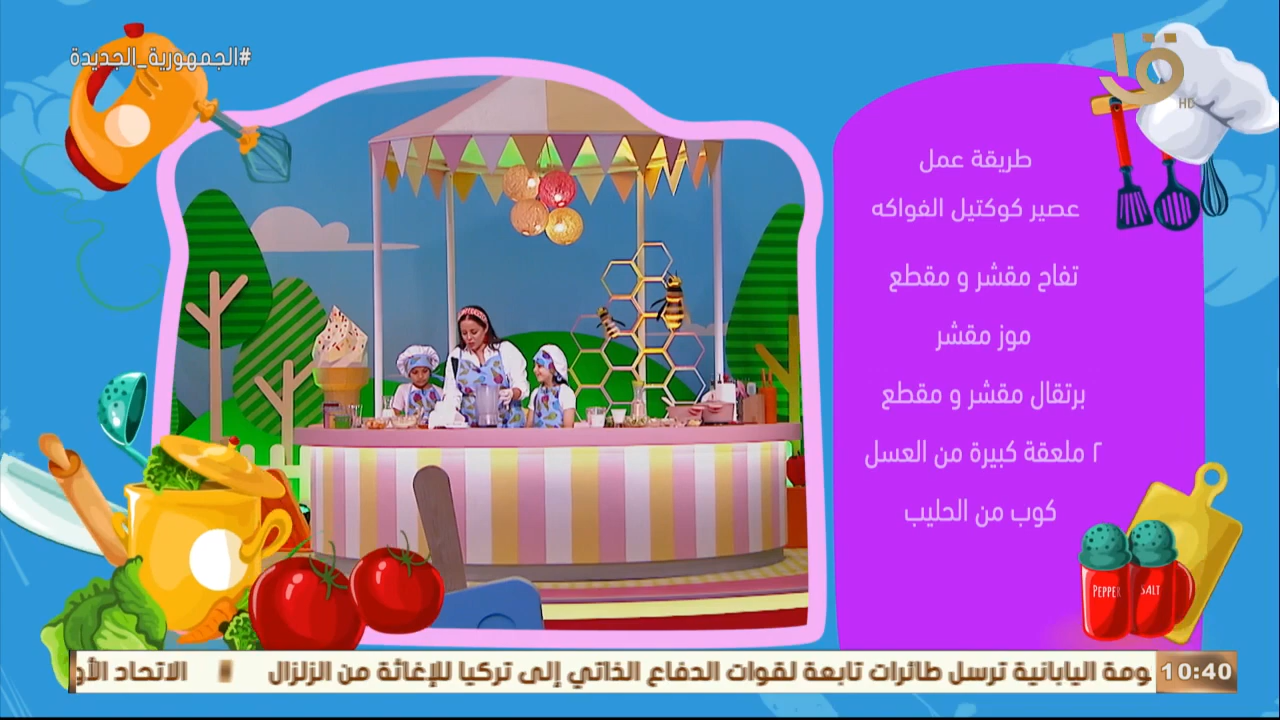 #الجمهورية_الجديدة
HD
طريقة عمل
عصير كوكتيل الفواكه
تفاح مقشر و مقطع
موز مقشر
برتقال مقشر و مقطع
٢ ملعقة كبيرة من العسل
كوب من الحليب
PEPPER
SALT
10:40
ومة اليابانية ترسل طائرات تابعة لقوات الدفاع الذاتي إلى تركيا للإغاثة من الزلزال
الاتحاد الأو